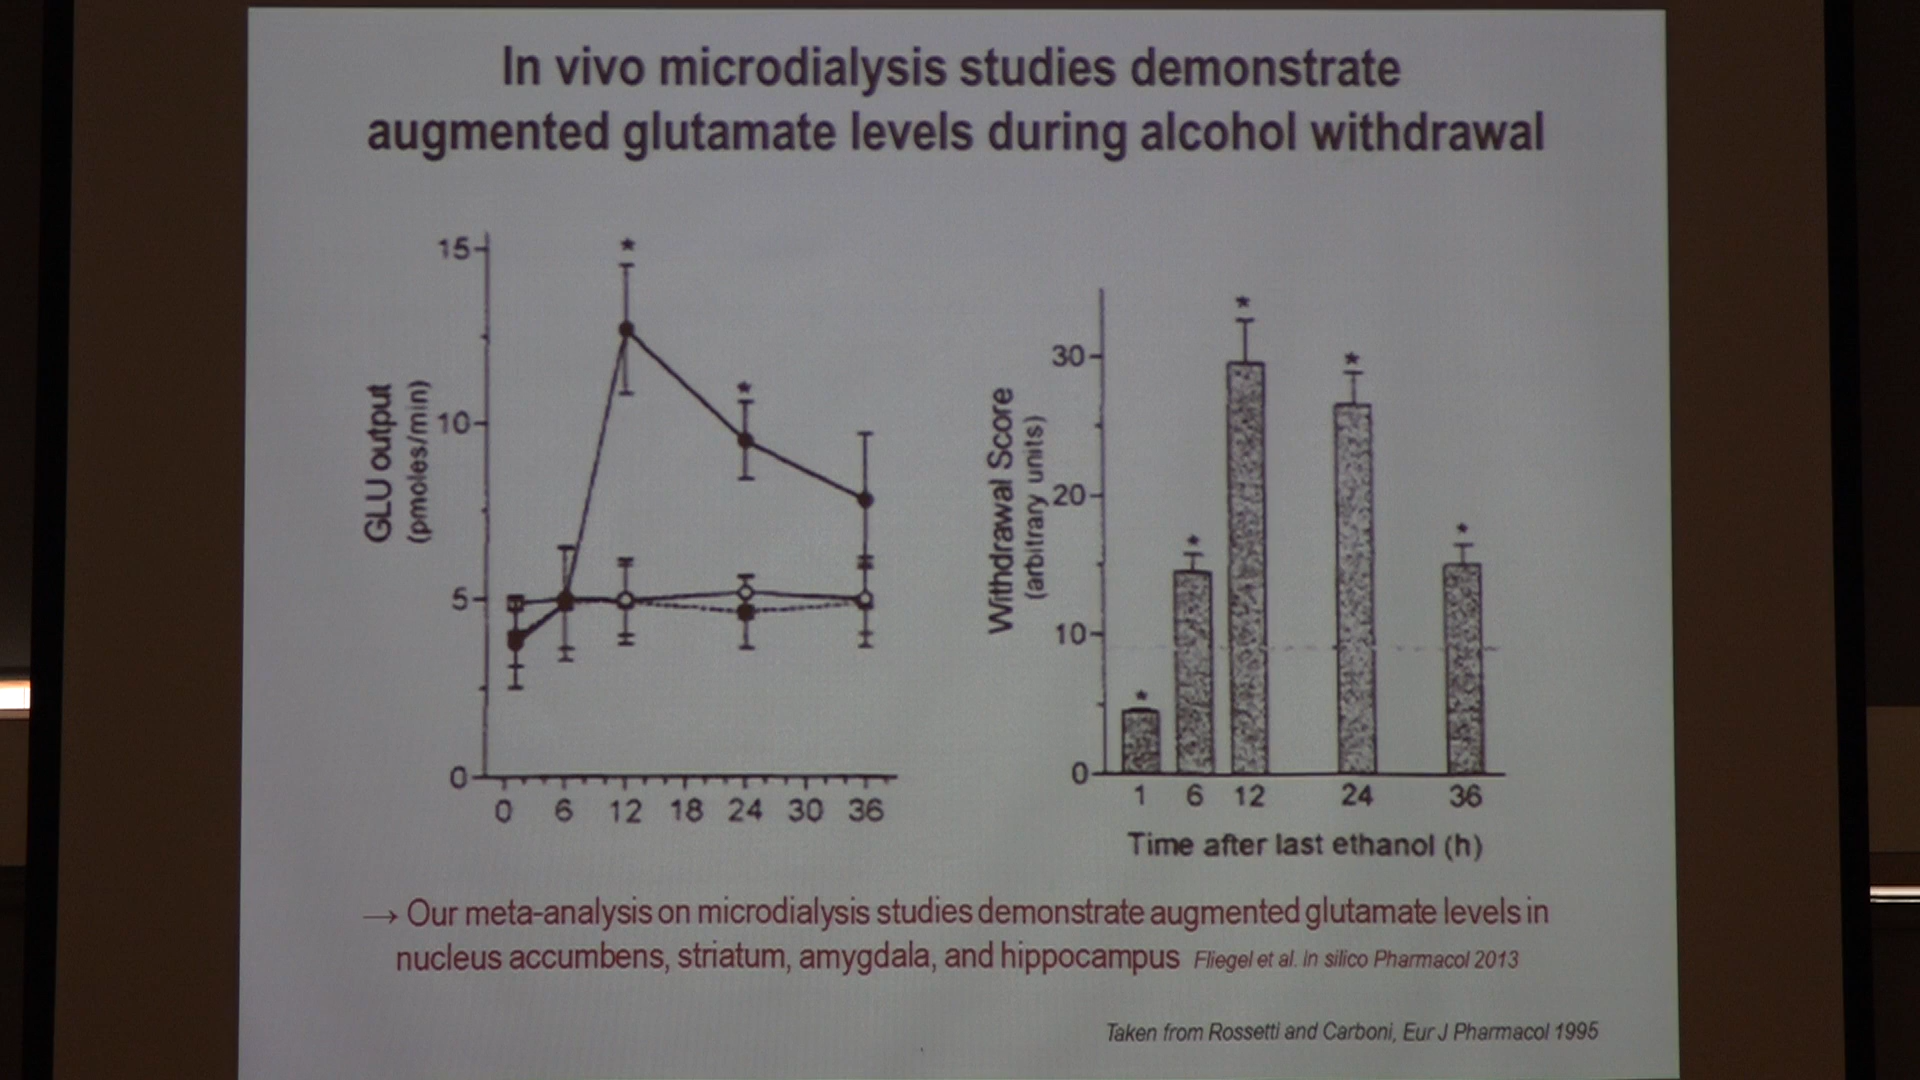 In vivo microdialysis studies demonstrate
augmented glutamate levels during alcohol withdrawal
GLU output
(pmoles/min)
15
10
5
0
0 6 12 18 24 30 36
*
*
Withdrawal Score
(arbitrary units)
30
20
10
0
*
*
*
*
*
1 6 12 24 36
Time after last ethanol (h)
→ Our meta-analysis on microdialysis studies demonstrate augmented glutamate levels in
nucleus accumbens, striatum, amygdala, and hippocampus Fliegel et al. In silico Pharmacol 2013
Taken from Rossetti and Carboni, Eur J Pharmacol 1995